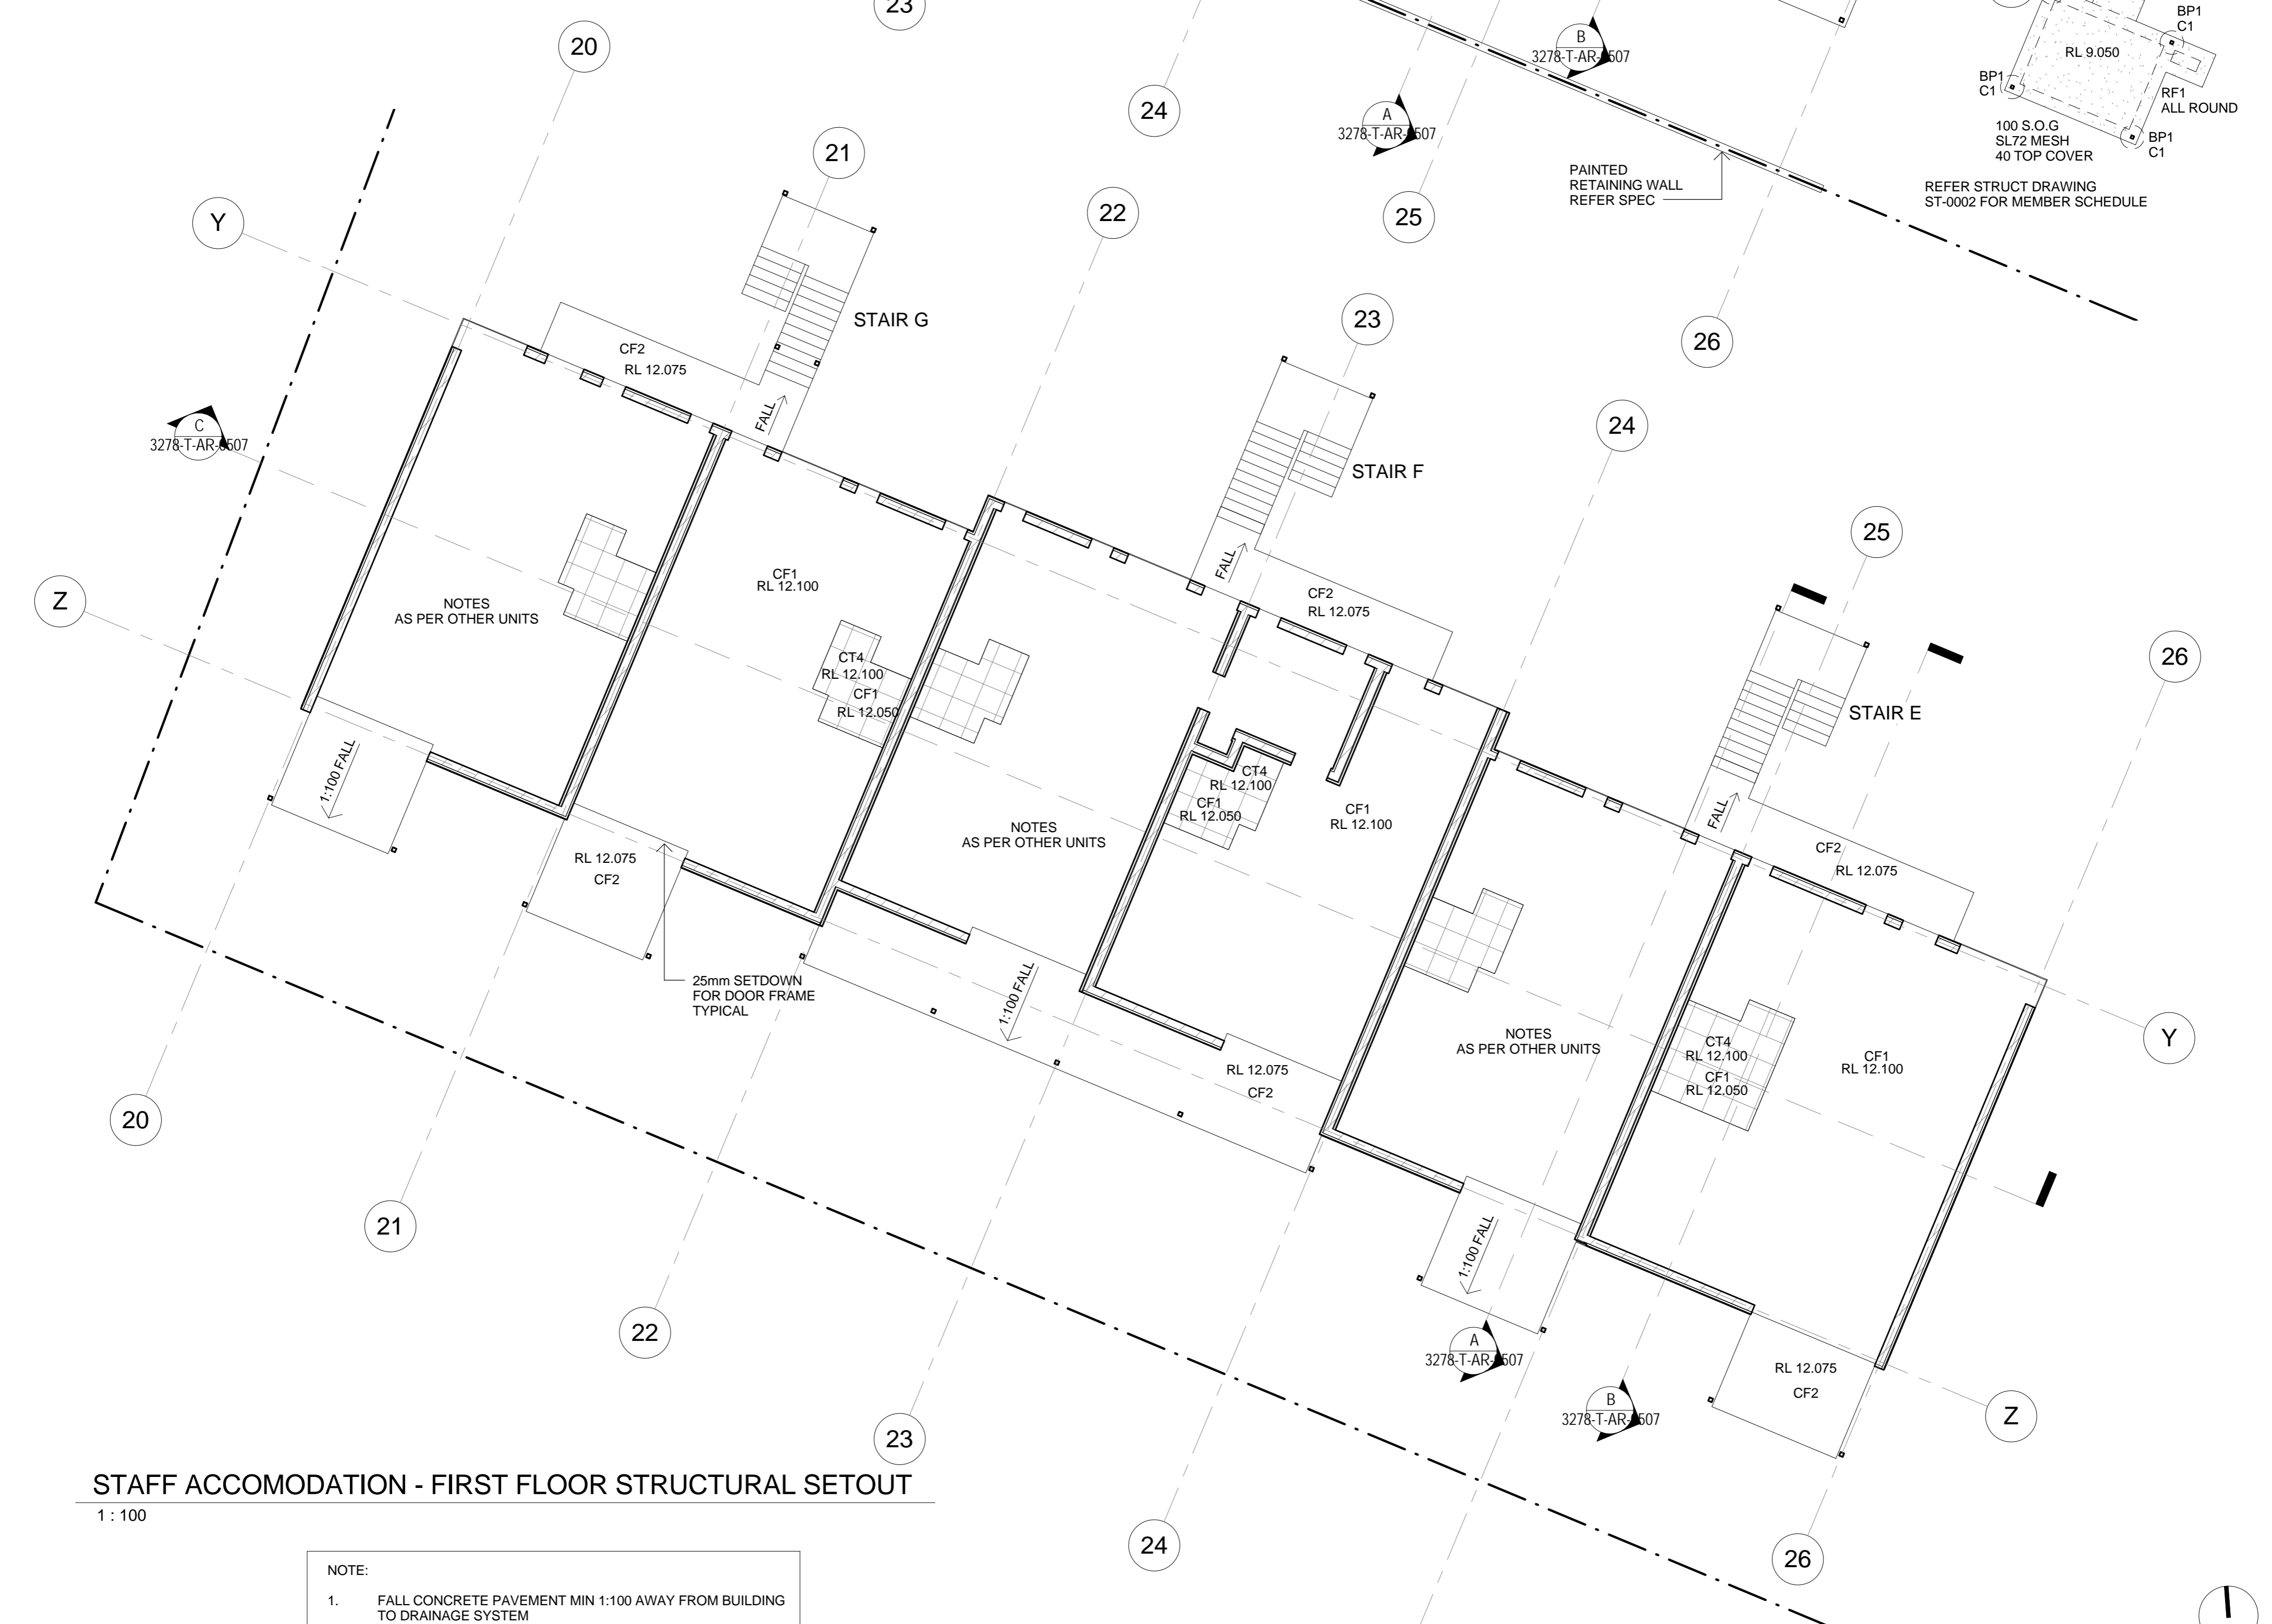 23
20
BP1
C1
B
3278-T-AR-0507
RL 9.050
BP1
C1
RF1
ALL ROUND
24
A
3278-T-AR-0507
100 S.O.G
SL72 MESH
40 TOP COVER
BP1
C1
21
PAINTED
RETAINING WALL
REFER SPEC
REFER STRUCT DRAWING
ST-0002 FOR MEMBER SCHEDULE
Y
22
25
STAIR G
23
26
CF2
RL 12.075
FALL
C
3278-T-AR-0507
24
STAIR F
25
FALL
CF1
RL 12.100
CF2
RL 12.075
Z
NOTES
AS PER OTHER UNITS
26
CT4
RL 12.100
CF1
RL 12.050
STAIR E
1:100 FALL
CT4
RL 12.100
CF1
RL 12.050
CF1
RL 12.100
FALL
NOTES
AS PER OTHER UNITS
CF2
RL 12.075
RL 12.075
CF2
25mm SETDOWN
FOR DOOR FRAME
TYPICAL
1:100 FALL
NOTES
AS PER OTHER UNITS
CT4
RL 12.100
CF1
RL 12.050
CF1
RL 12.100
Y
RL 12.075
CF2
20
21
1:100 FALL
22
A
3278-T-AR-0507
RL 12.075
CF2
B
3278-T-AR-0507
Z
23
STAFF ACCOMODATION - FIRST FLOOR STRUCTURAL SETOUT
1 : 100
24
26
NOTE:
1. FALL CONCRETE PAVEMENT MIN 1:100 AWAY FROM BUILDING
TO DRAINAGE SYSTEM